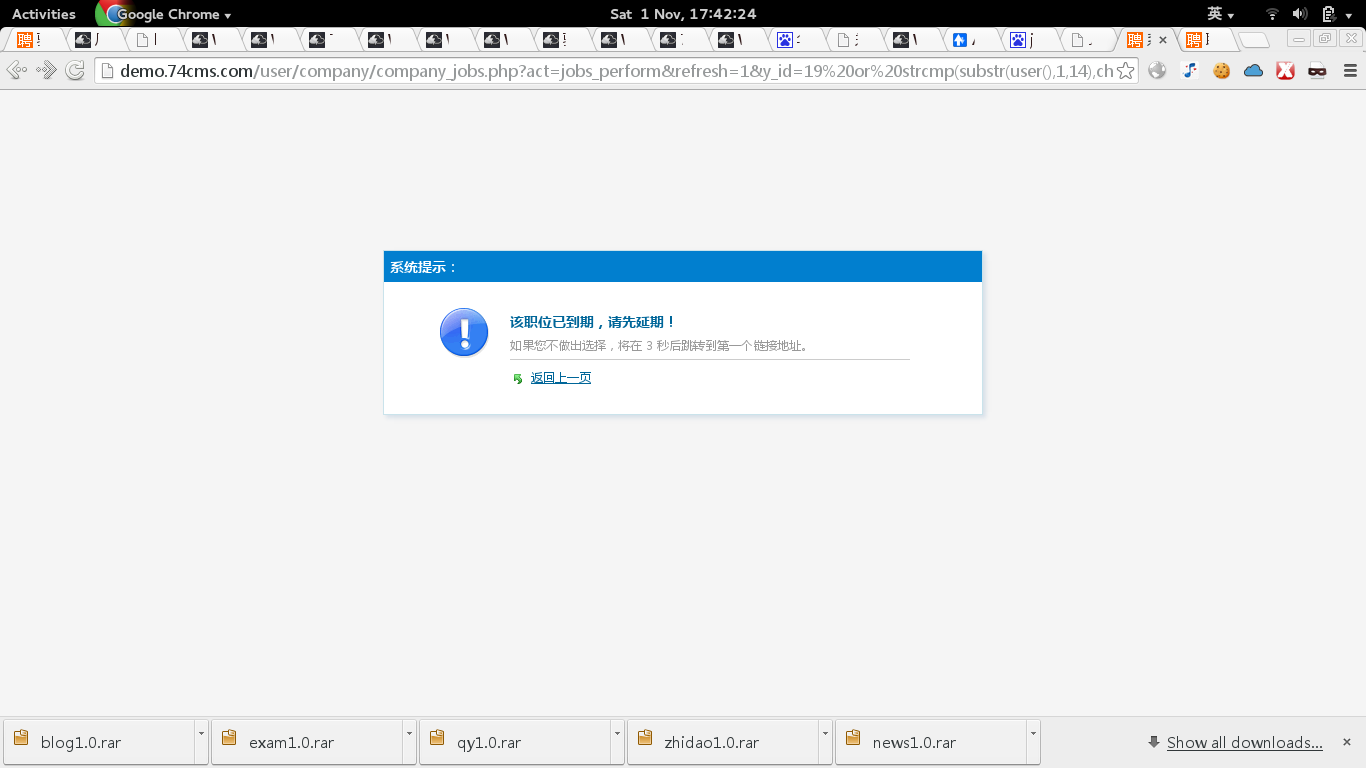 Activities
Google Chrome
Sat 1 Nov, 17:42:24
英
聘
聘
聘
demo.74cms.com/user/company/company_jobs.php?act=jobs_perform&refresh=1&y_id=19%20or%20strcmp(substr(user(),1,14),ch
系统提示：
该职位已到期，请先延期！
如果您不做出选择，将在 3 秒后跳转到第一个链接地址。
返回上一页
blog1.0.rar
exam1.0.rar
qy1.0.rar
zhidao1.0.rar
news1.0.rar
Show all downloads...